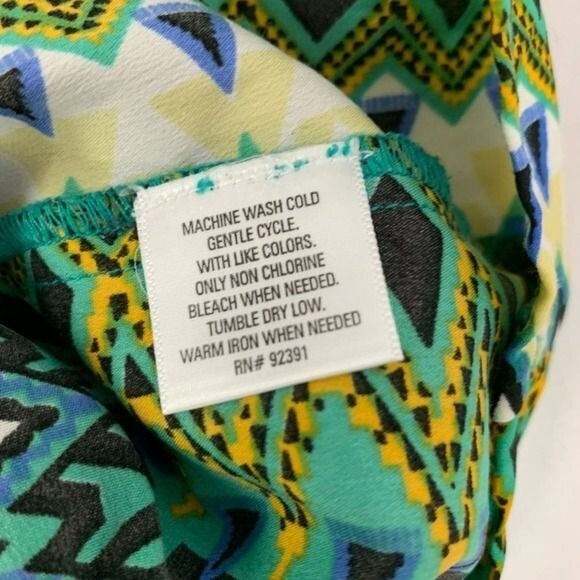 MACHINE WASH COLD
GENTLE CYCLE.
WITH LIKE COLORS.
ONLY NON CHLORINE
BLEACH WHEN NEEDED.
TUMBLE DRY LOW.
WARM IRON WHEN NEEDED
RN# 92391